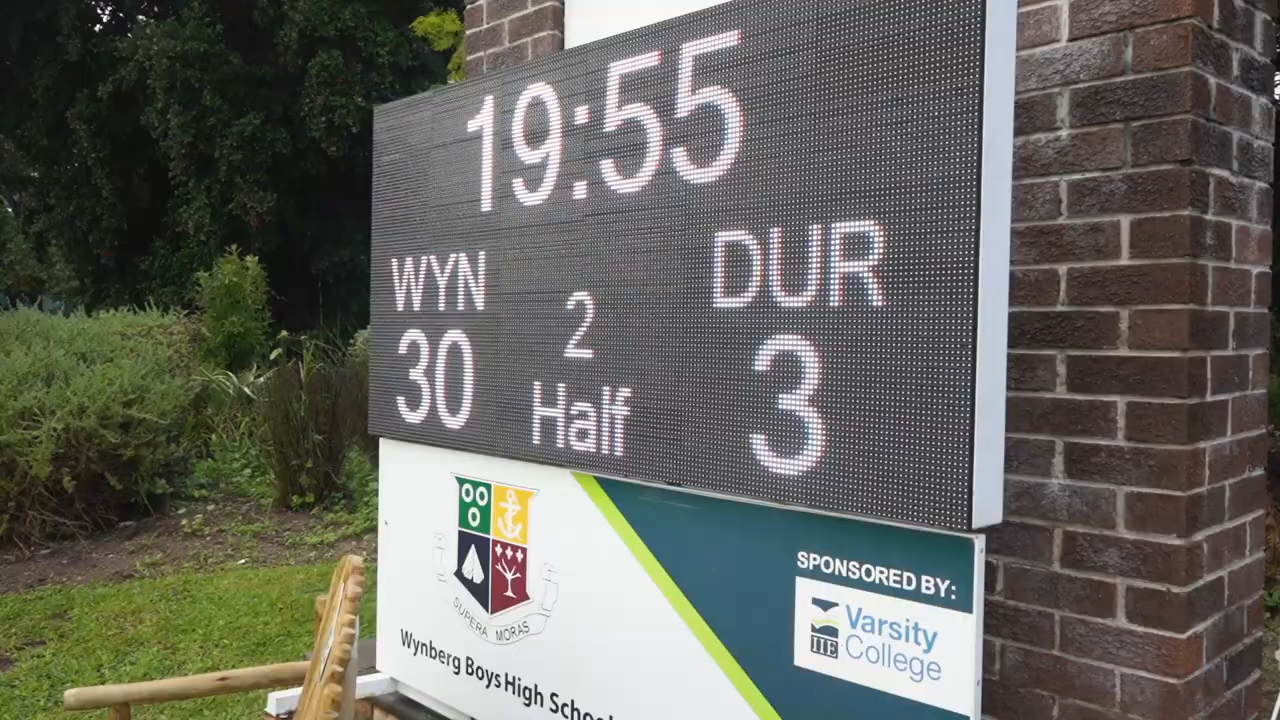 19:55
WYN
DUR
30
2
Half
3
SUPERA MORAS
Wynberg Boys High School
SPONSORED BY:
IIE
Varsity
College